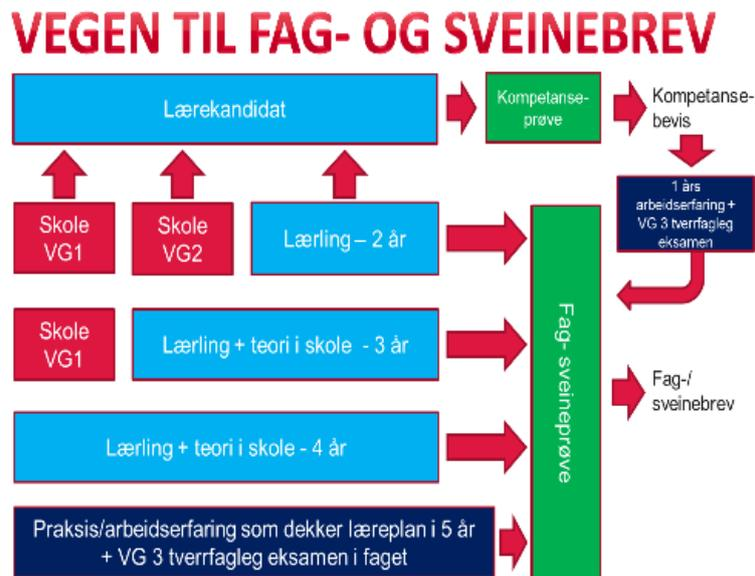 VEGEN TIL FAG- OG SVEINEBREV
Lærekandidat
Kompetanse-
prøve
Kompetanse-
bevis
1 års
arbeidserfaring +
VG 3 tverrfagleg
eksamen
Skole
VG1
Skole
VG2
Lærling – 2 år
Skole
VG1
Lærling + teori i skole - 3 år
Lærling + teori i skole - 4 år
Praksis/arbeidserfaring som dekker læreplan i 5 år
+ VG 3 tverrfagleg eksamen i faget
Fag- sveineprøve
Fag-/
sveinebrev